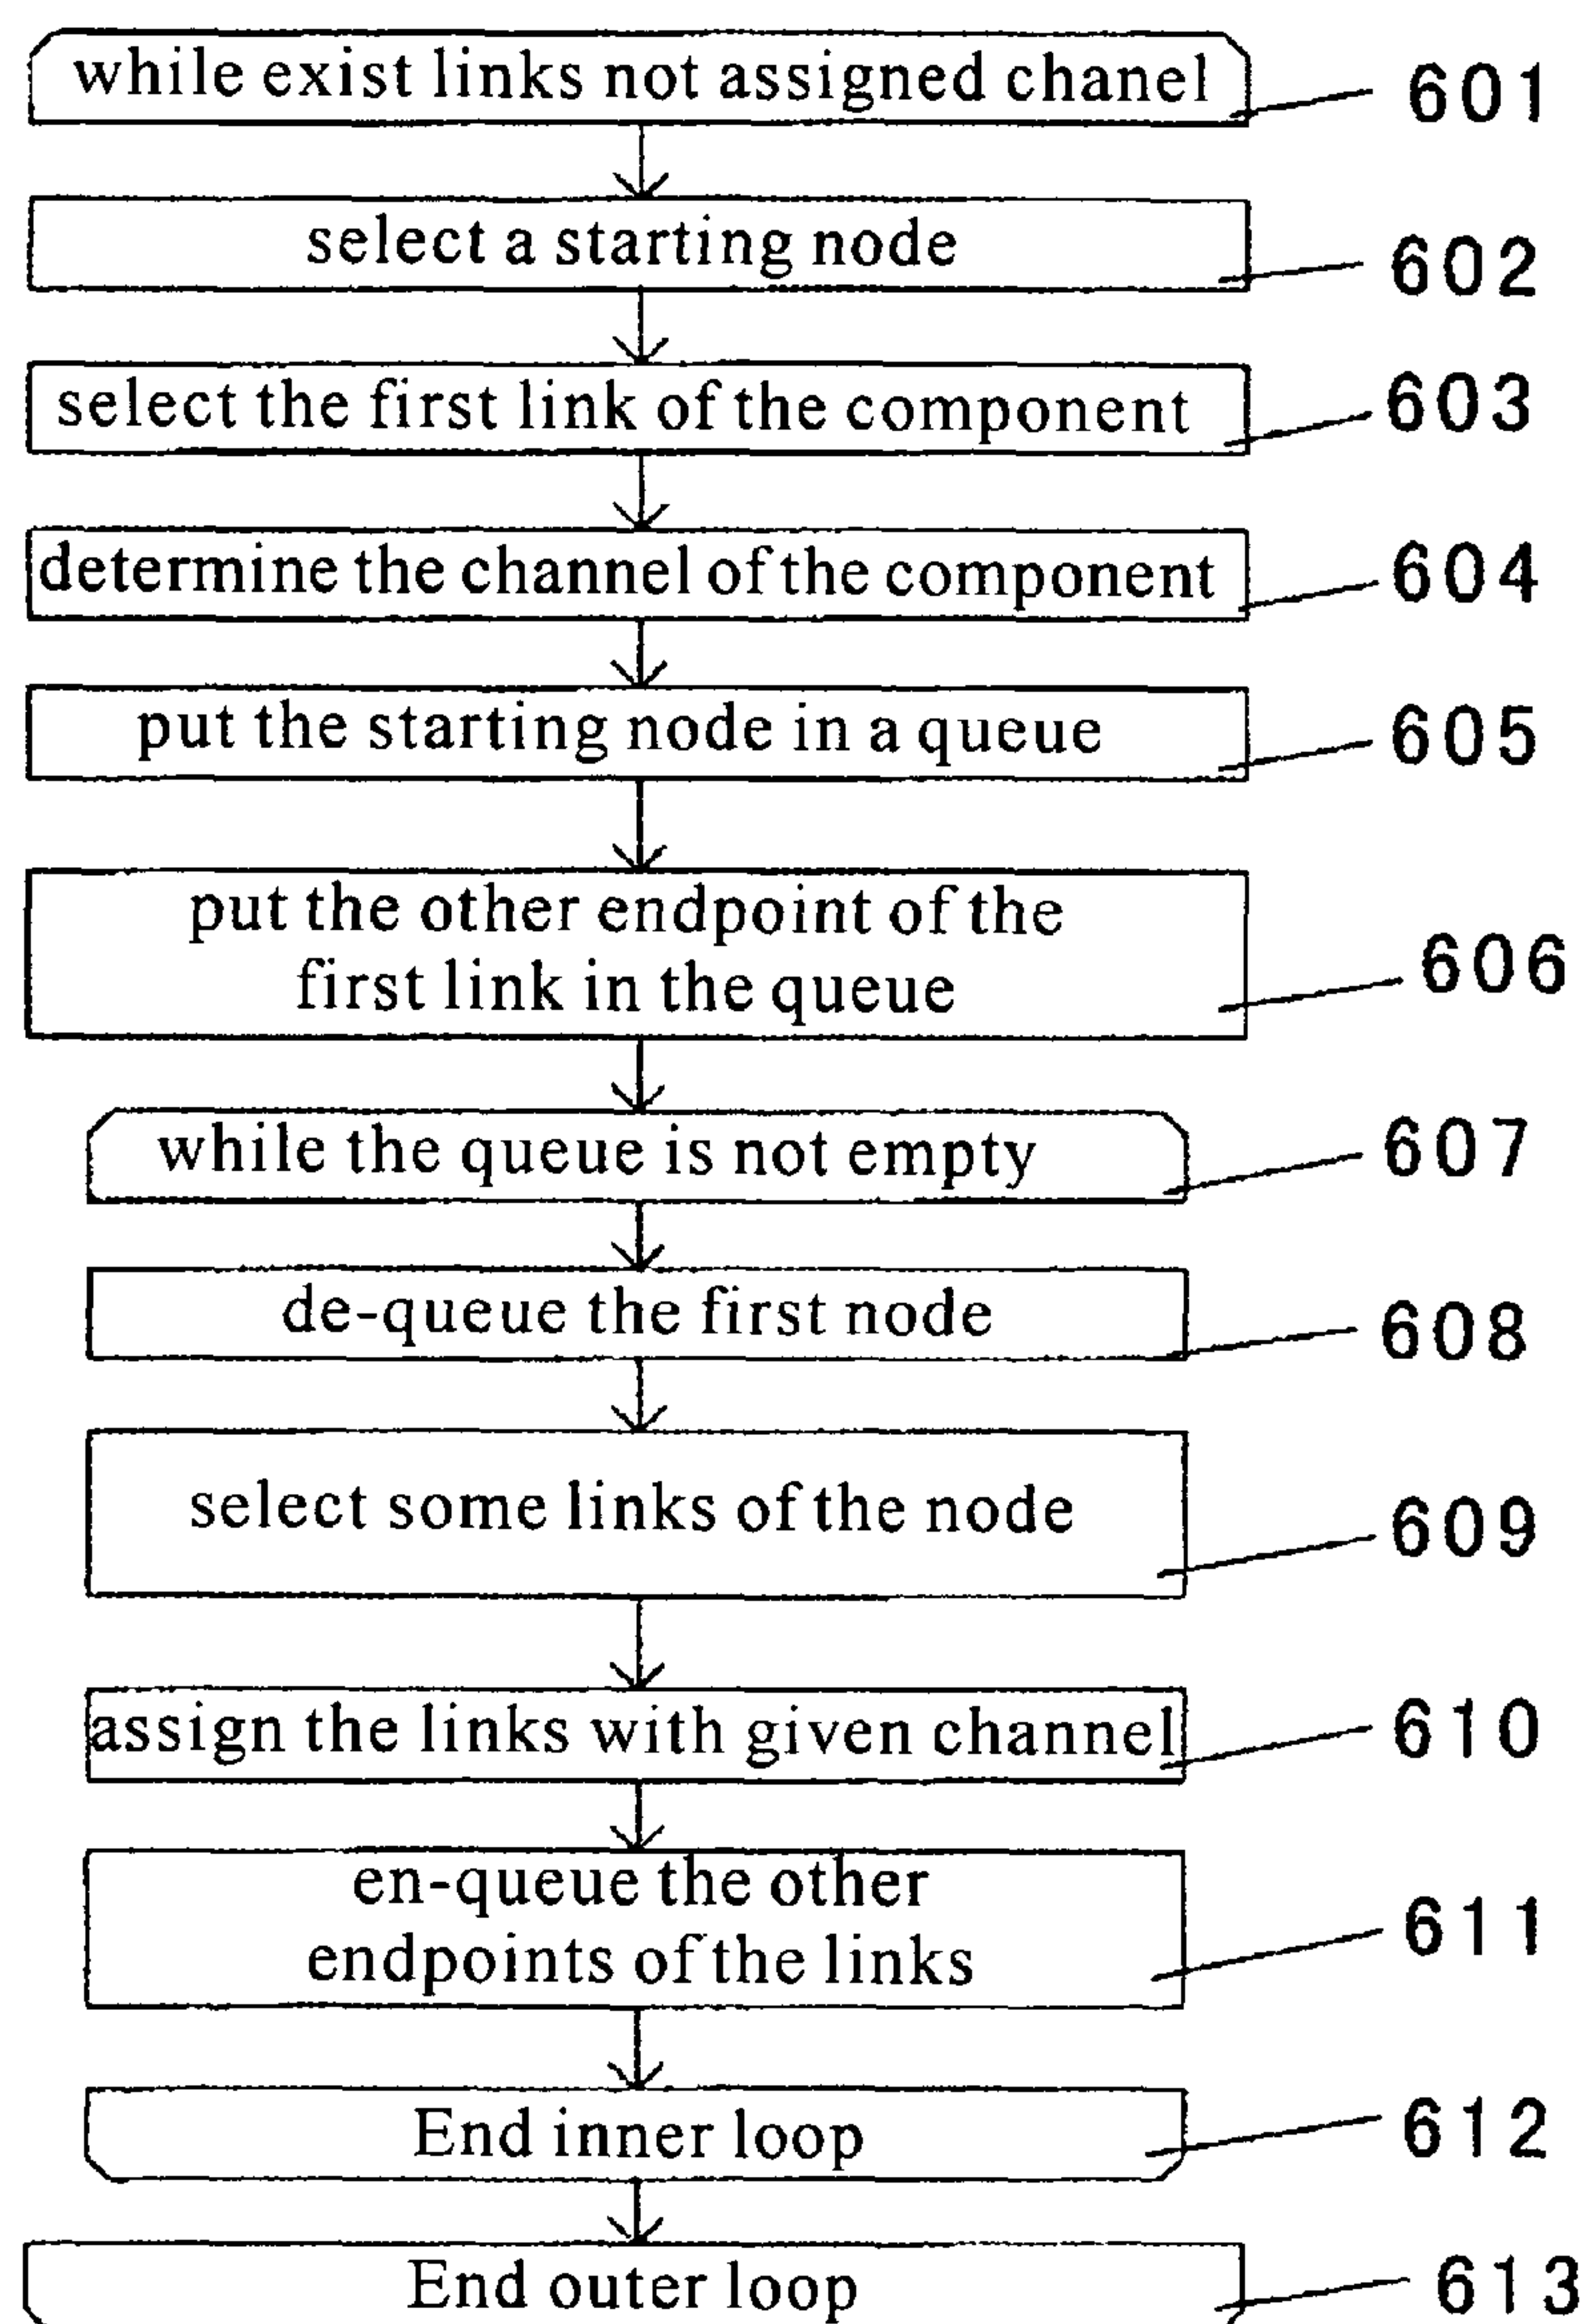 while exist links not assigned chanel
601
select a starting node
602
select the first link of the component
603
determine the channel of the component
604
put the starting node in a queue
605
put the other endpoint of the
first link in the queue
606
while the queue is not empty
607
de-queue the first node
608
select some links of the node
609
assign the links with given channel
610
en-queue the other
endpoints of the links
611
End inner loop
612
End outer loop
613